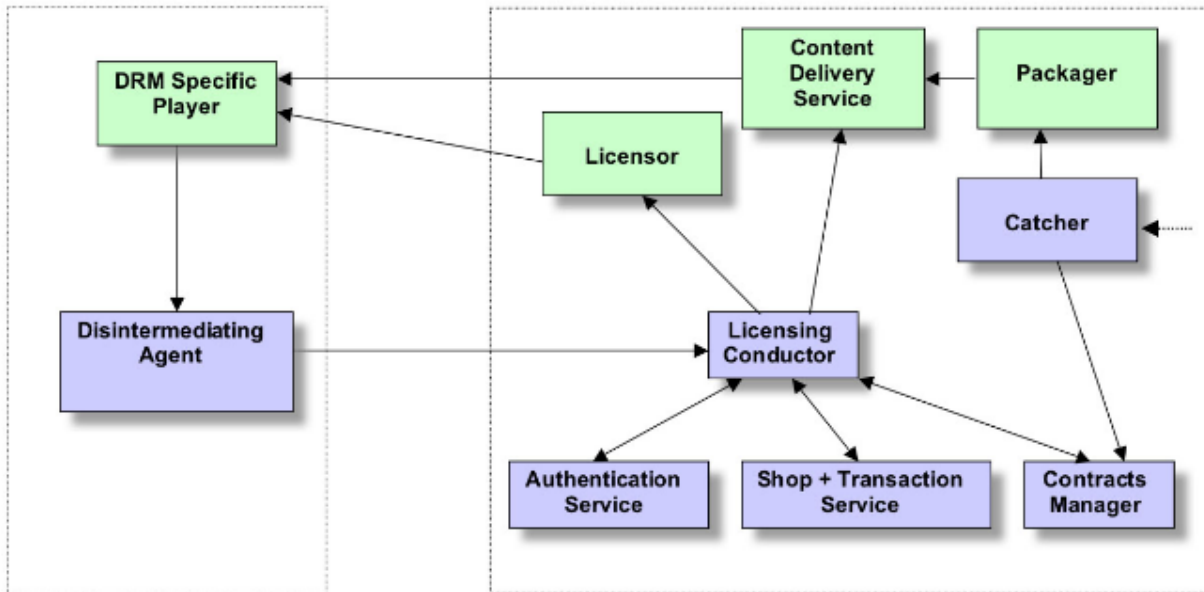 DRM Specific
Player
Content
Delivery
Service
Packager
Licensor
Catcher
Disintermediating
Agent
Licensing
Conductor
Authentication
Service
Shop + Transaction
Service
Contracts
Manager